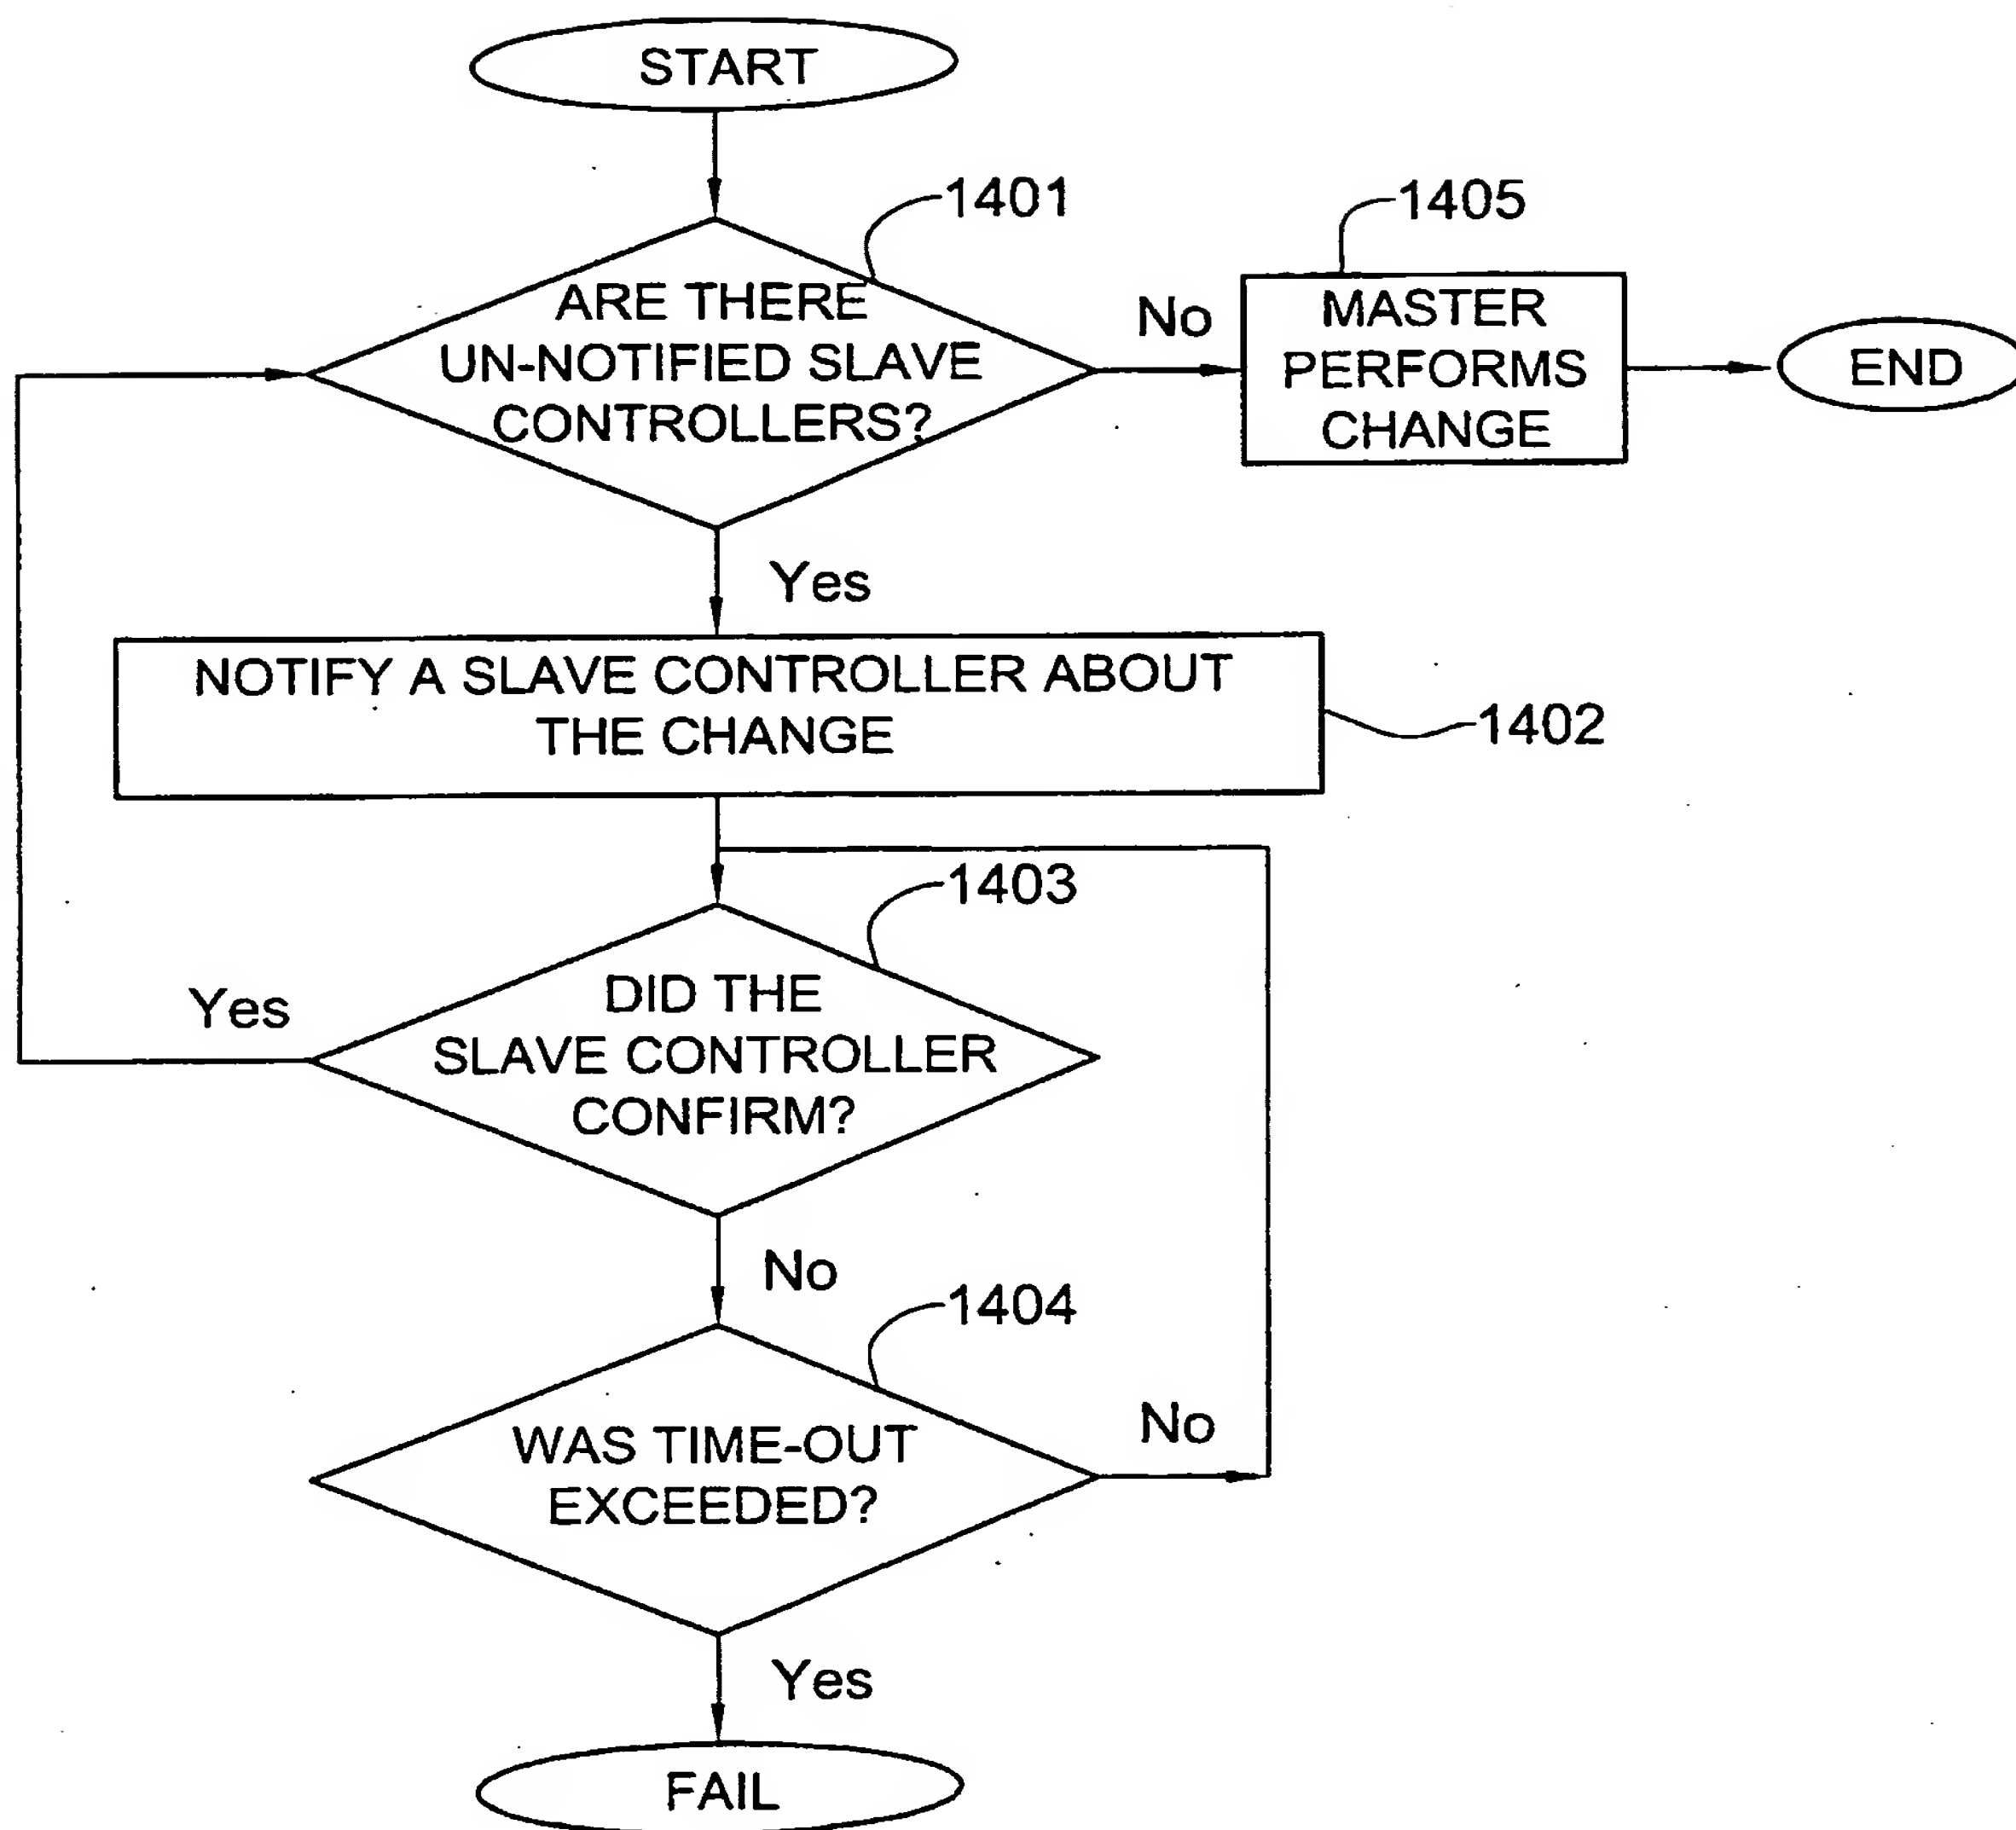 START
1401
1405
ARE THERE
UN-NOTIFIED SLAVE
CONTROLLERS?
No
MASTER
PERFORMS
CHANGE
END
Yes
NOTIFY A SLAVE CONTROLLER ABOUT
THE CHANGE
1402
1403
DID THE
SLAVE CONTROLLER
CONFIRM?
Yes
No
1404
WAS TIME-OUT
EXCEEDED?
No
Yes
FAIL